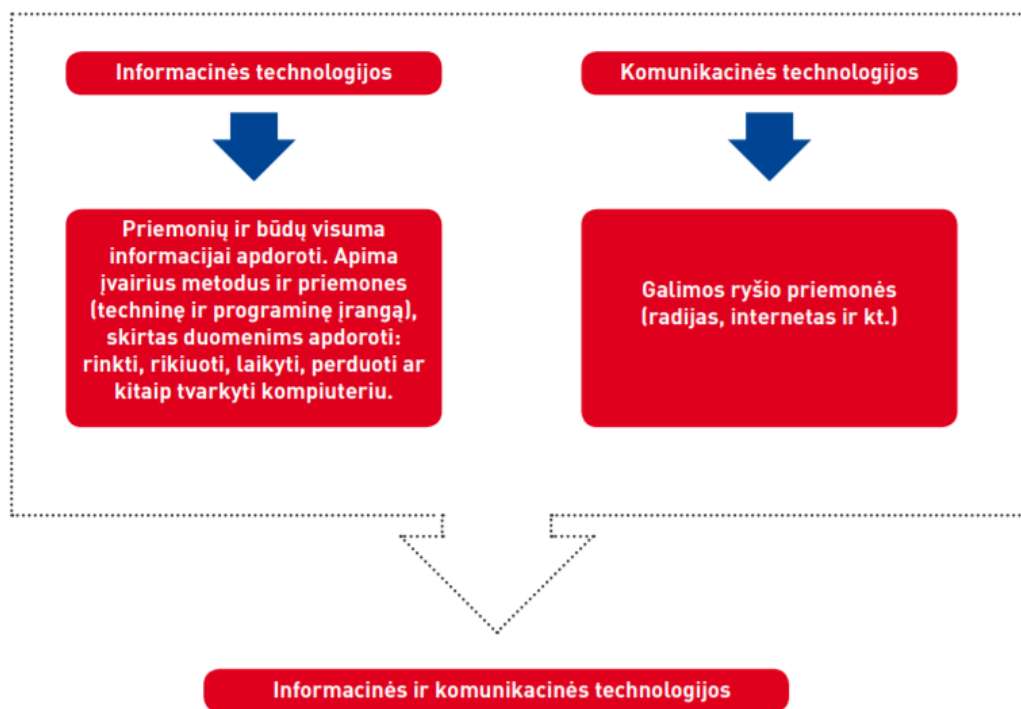 Informacinės technologijos
Komunikacinės technologijos
Priemonių ir būdų visuma
informacijai apdoroti. Apima
įvairius metodus ir priemones
(techninę ir programinę įrangą),
skirtas duomenims apdoroti:
rinkti, rikiuoti, laikyti, perduoti ar
kitaip tvarkyti kompiuteriu.
Galimos ryšio priemonės
(radijas, internetas ir kt.)
Informacinės ir komunikacinės technologijos